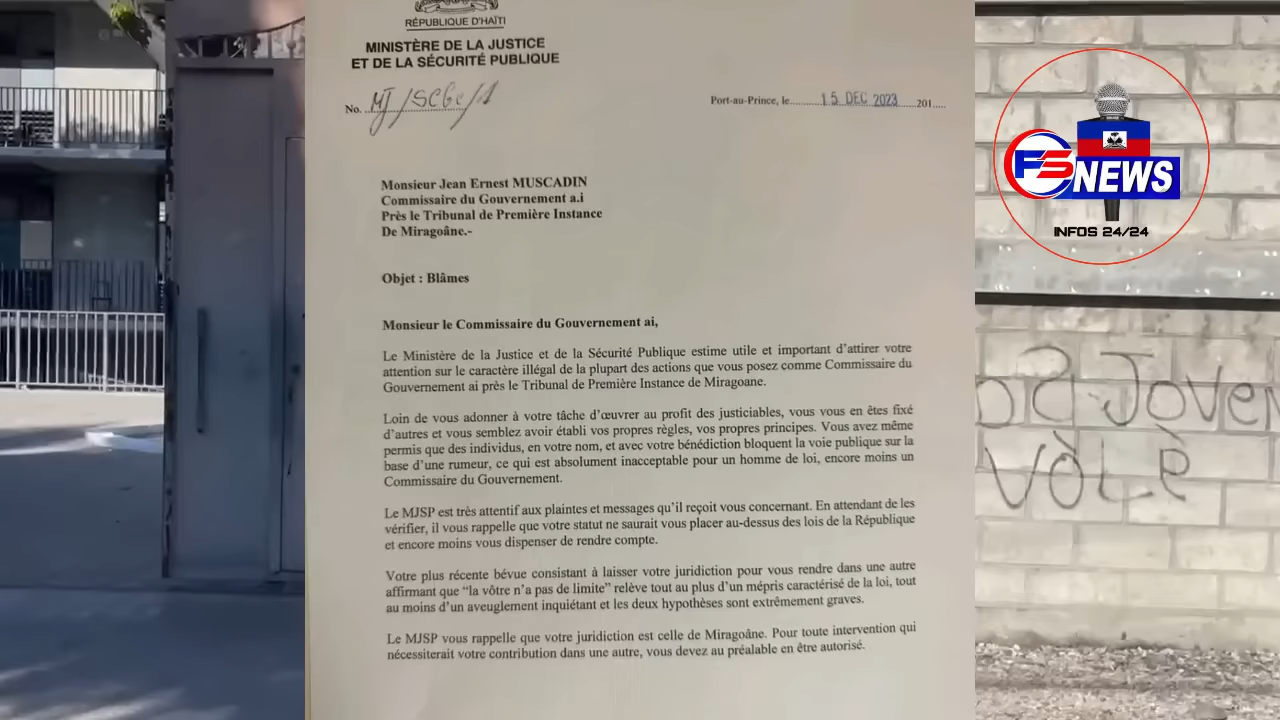 RÉPUBLIQUE D'HAÏTI
MINISTÈRE DE LA JUSTICE
ET DE LA SÉCURITÉ PUBLIQUE
No. MJ/SCGe/1
Port-au-Prince, le 15 DEC 2023 201
Monsieur Jean Ernest MUSCADIN
Commissaire du Gouvernement a.i
Près le Tribunal de Première Instance
De Miragoâne.-
Objet : Blâmes
Monsieur le Commissaire du Gouvernement ai,
Le Ministère de la Justice et de la Sécurité Publique estime utile et important d'attirer votre
attention sur le caractère illégal de la plupart des actions que vous posez comme Commissaire du
Gouvernement ai près le Tribunal de Première Instance de Miragoane.
Loin de vous adonner à votre tâche d'œuvrer au profit des justiciables, vous vous en êtes fixé
d'autres et vous semblez avoir établi vos propres règles, vos propres principes. Vous avez même
permis que des individus, en votre nom, et avec votre bénédiction bloquent la voie publique sur la
base d'une rumeur, ce qui est absolument inacceptable pour un homme de loi, encore moins un
Commissaire du Gouvernement.
Le MJSP est très attentif aux plaintes et messages qu'il reçoit vous concernant. En attendant de les
vérifier, il vous rappelle que votre statut ne saurait vous placer au-dessus des lois de la République
et encore moins vous dispenser de rendre compte.
Votre plus récente bévue consistant à laisser votre juridiction pour vous rendre dans une autre
affirmant que "la vôtre n'a pas de limite" relève tout au plus d'un mépris caractérisé de la loi, tout
au moins d'un aveuglement inquiétant et les deux hypothèses sont extrêmement graves.
Le MJSP vous rappelle que votre juridiction est celle de Miragoâne. Pour toute intervention qui
nécessiterait votre contribution dans une autre, vous devez au préalable en être autorisé.
FS
NEWS
INFOS 24/24
Jovenel
VÒLÈ